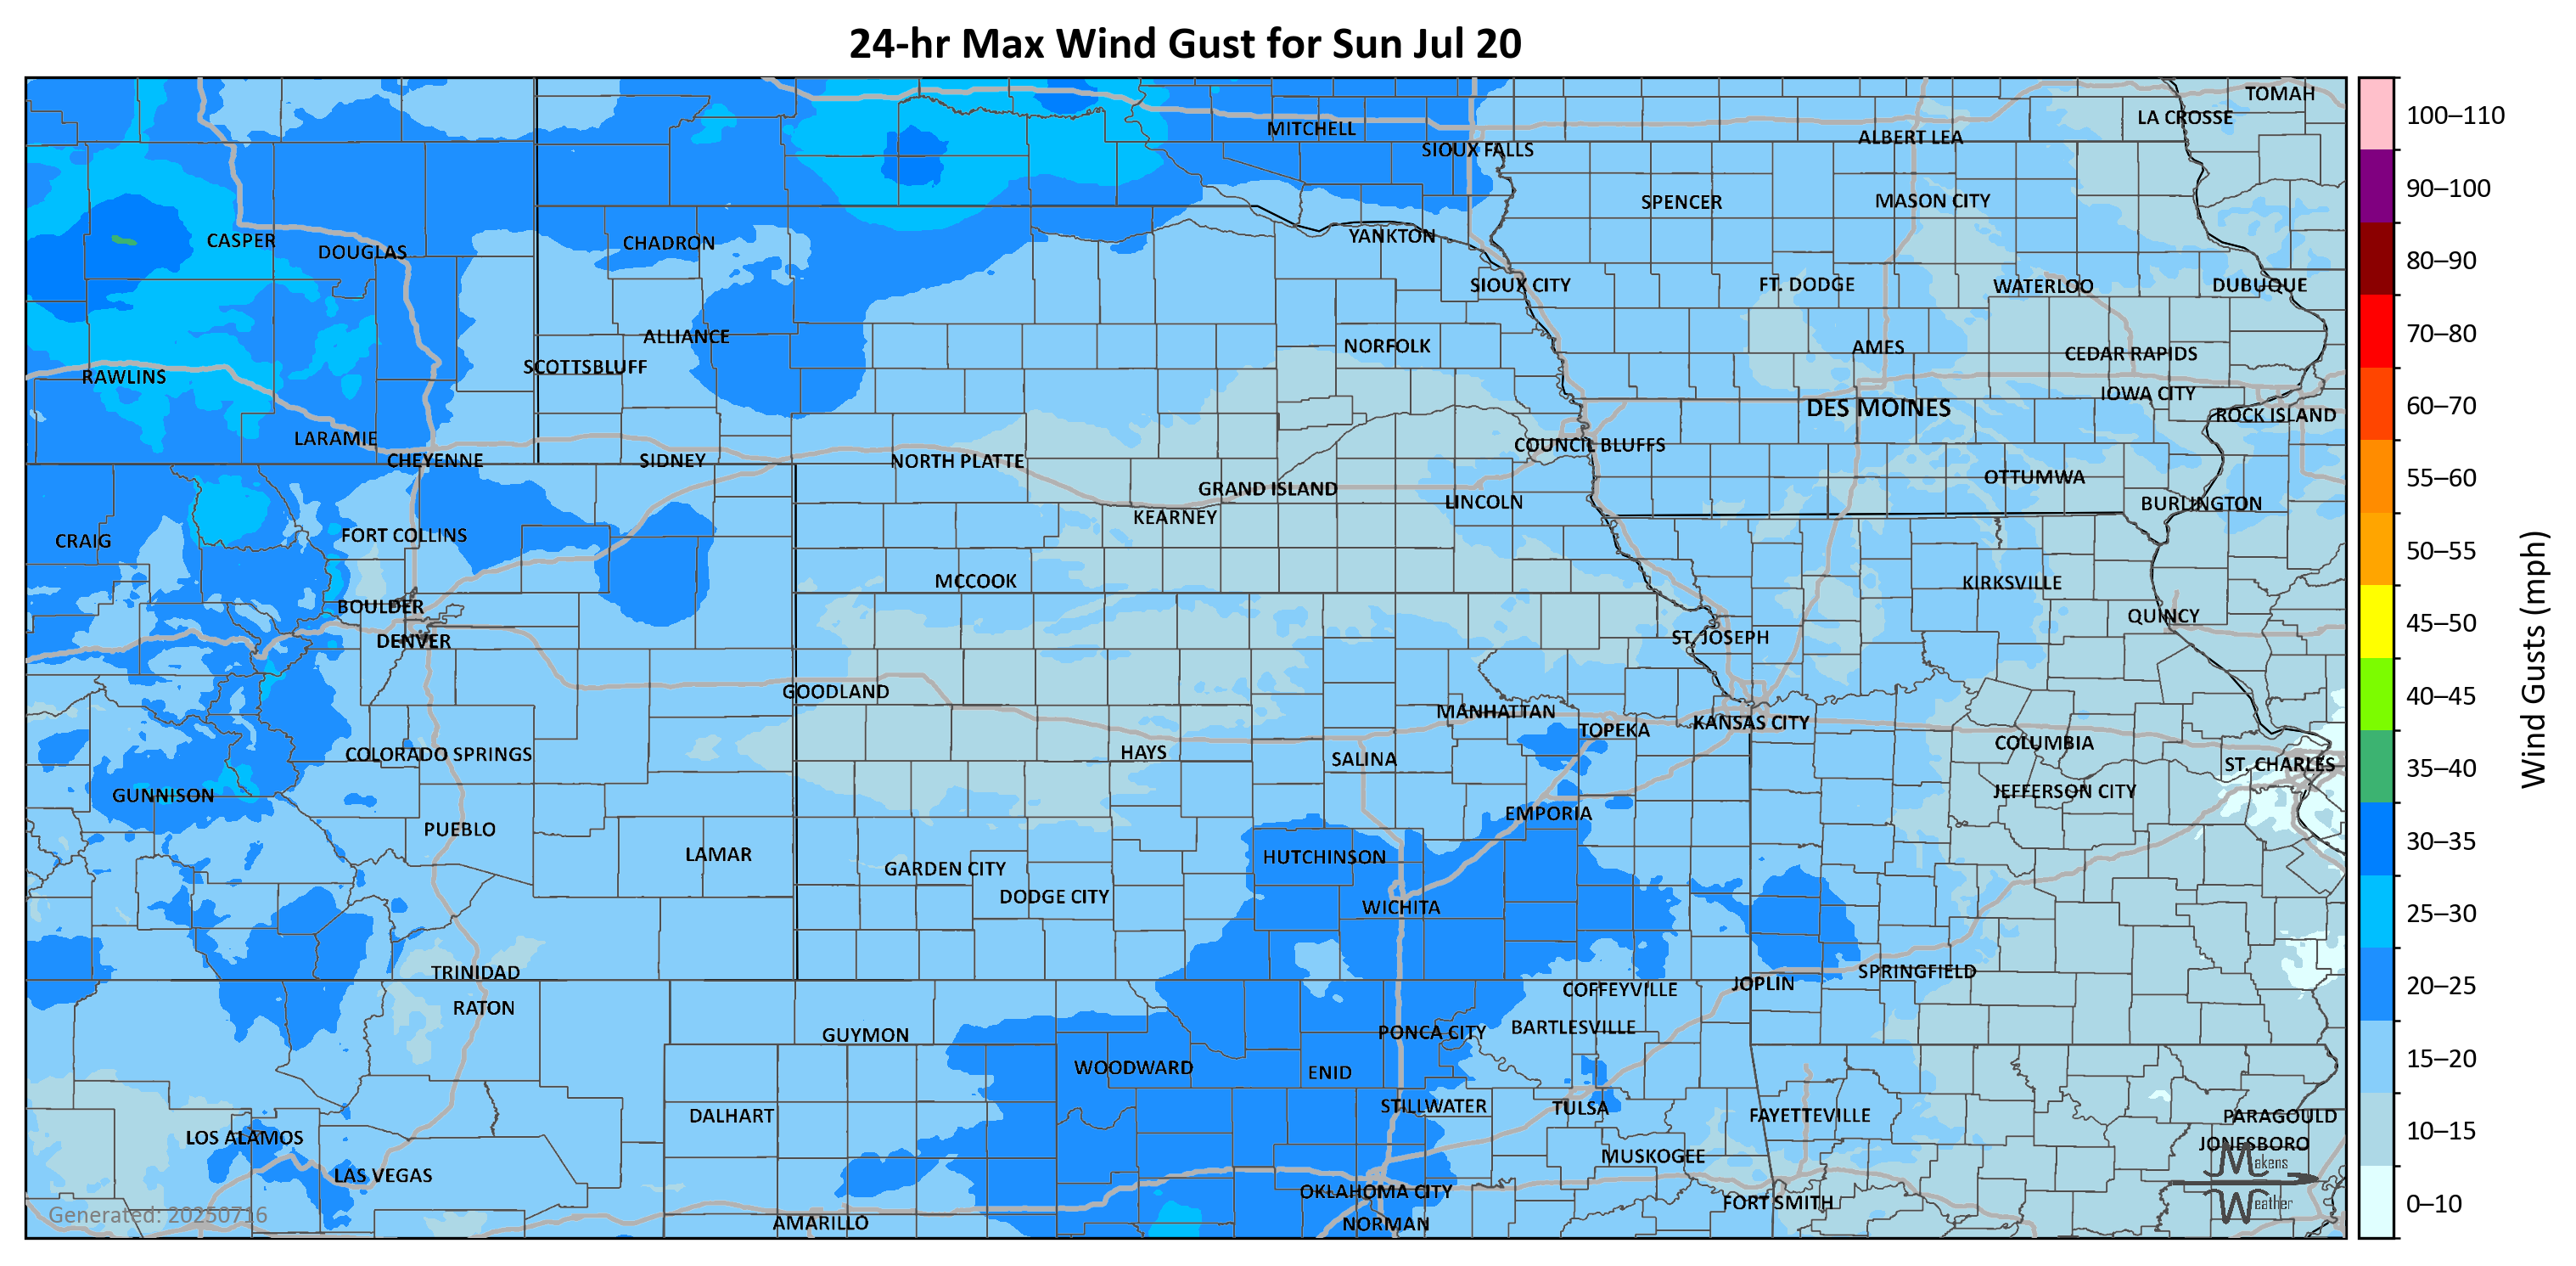 24-hr Max Wind Gust for Sun Jul 20
TOMAH
LA CROSSE
MITCHELL
ALBERT LEA
SIOUX FALLS
SPENCER
MASON CITY
CASPER
DOUGLAS
CHADRON
YANKTON
SIOUX CITY
FT. DODGE
WATERLOO
DUBUQUE
ALLIANCE
NORFOLK
AMES
CEDAR RAPIDS
SCOTTSBLUFF
RAWLINS
IOWA CITY
DES MOINES
ROCK ISLAND
LARAMIE
COUNCIL BLUFFS
CHEYENNE
SIDNEY
NORTH PLATTE
OTTUMWA
GRAND ISLAND
LINCOLN
BURLINGTON
KEARNEY
FORT COLLINS
CRAIG
MCCOOK
KIRKSVILLE
BOULDER
QUINCY
DENVER
ST. JOSEPH
GOODLAND
MANHATTAN
KANSAS CITY
TOPEKA
COLUMBIA
COLORADO SPRINGS
HAYS
SALINA
ST. CHARLES
GUNNISON
JEFFERSON CITY
EMPORIA
PUEBLO
LAMAR
HUTCHINSON
GARDEN CITY
DODGE CITY
WICHITA
TRINIDAD
SPRINGFIELD
JOPLIN
COFFEYVILLE
RATON
GUYMON
PONCA CITY
BARTLESVILLE
WOODWARD
ENID
STILLWATER
TULSA
DALHART
FAYETTEVILLE
PARAGOULD
LOS ALAMOS
JONESBORO
MUSKOGEE
LAS VEGAS
OKLAHOMA CITY
FORT SMITH
AMARILLO
NORMAN
Generated: 20250716
Makens
Weather
100–110
90–100
80–90
70–80
60–70
55–60
50–55
45–50
40–45
35–40
30–35
25–30
20–25
15–20
10–15
0–10
Wind Gusts (mph)